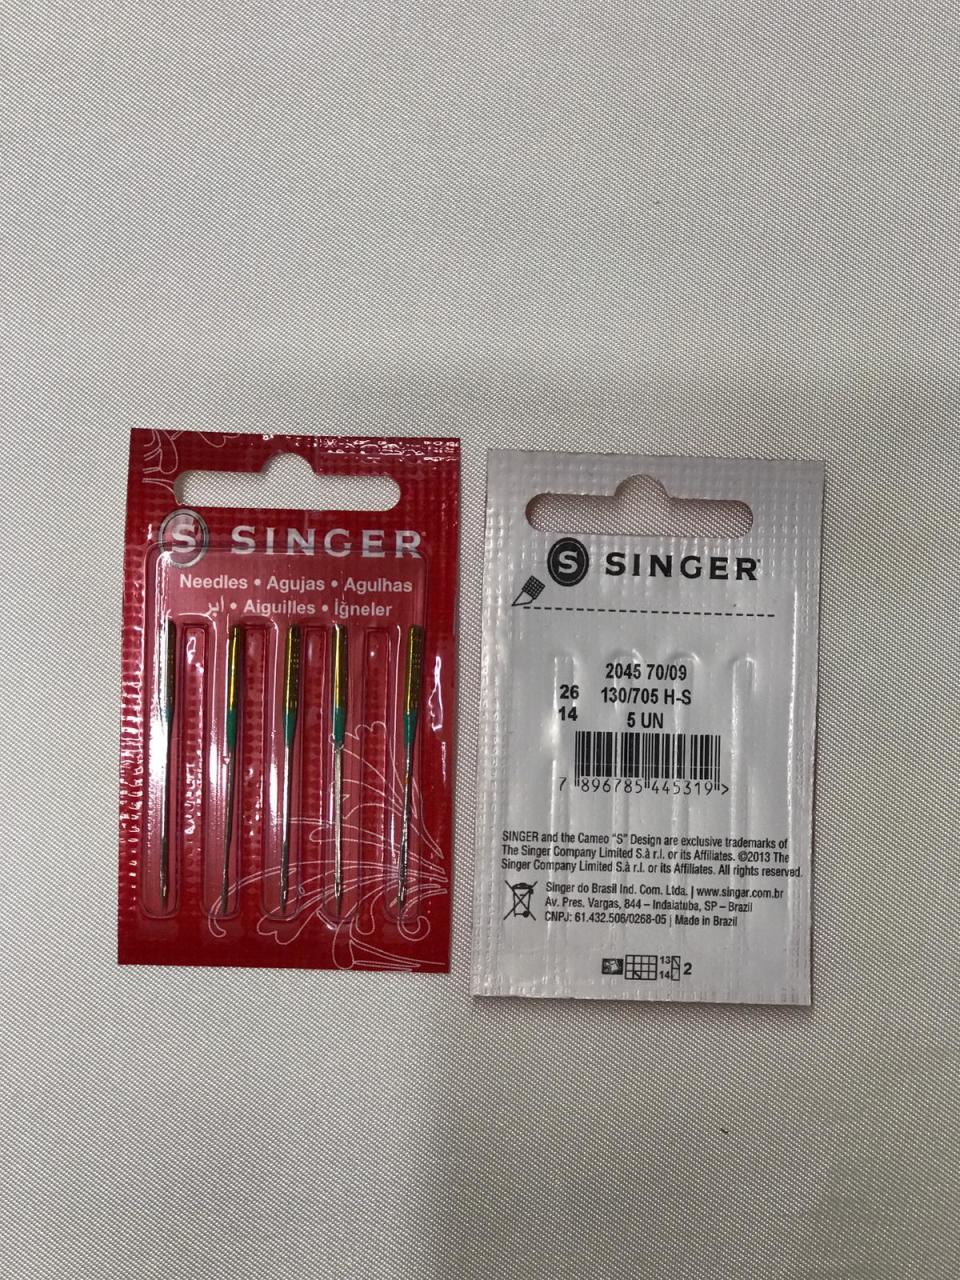 S SINGER
Needles • Agujas • Agulhas
ابر • Aiguilles • İğneler
S SINGER
2045 70/09
26 130/705 H-S
14 5 UN
7 896785 445319 >
SINGER and the Cameo "S" Design are exclusive trademarks of
The Singer Company Limited S.à r.l. or its Affiliates. ©2013 The
Singer Company Limited S.à r.l. or its Affiliates. All rights reserved.
Singer do Brasil Ind. Com. Ltda. | www.singer.com.br
Av. Pres. Vargas, 844 – Indaiatuba, SP – Brazil
CNPJ: 61.432.506/0268-05 | Made in Brazil
13
14 2